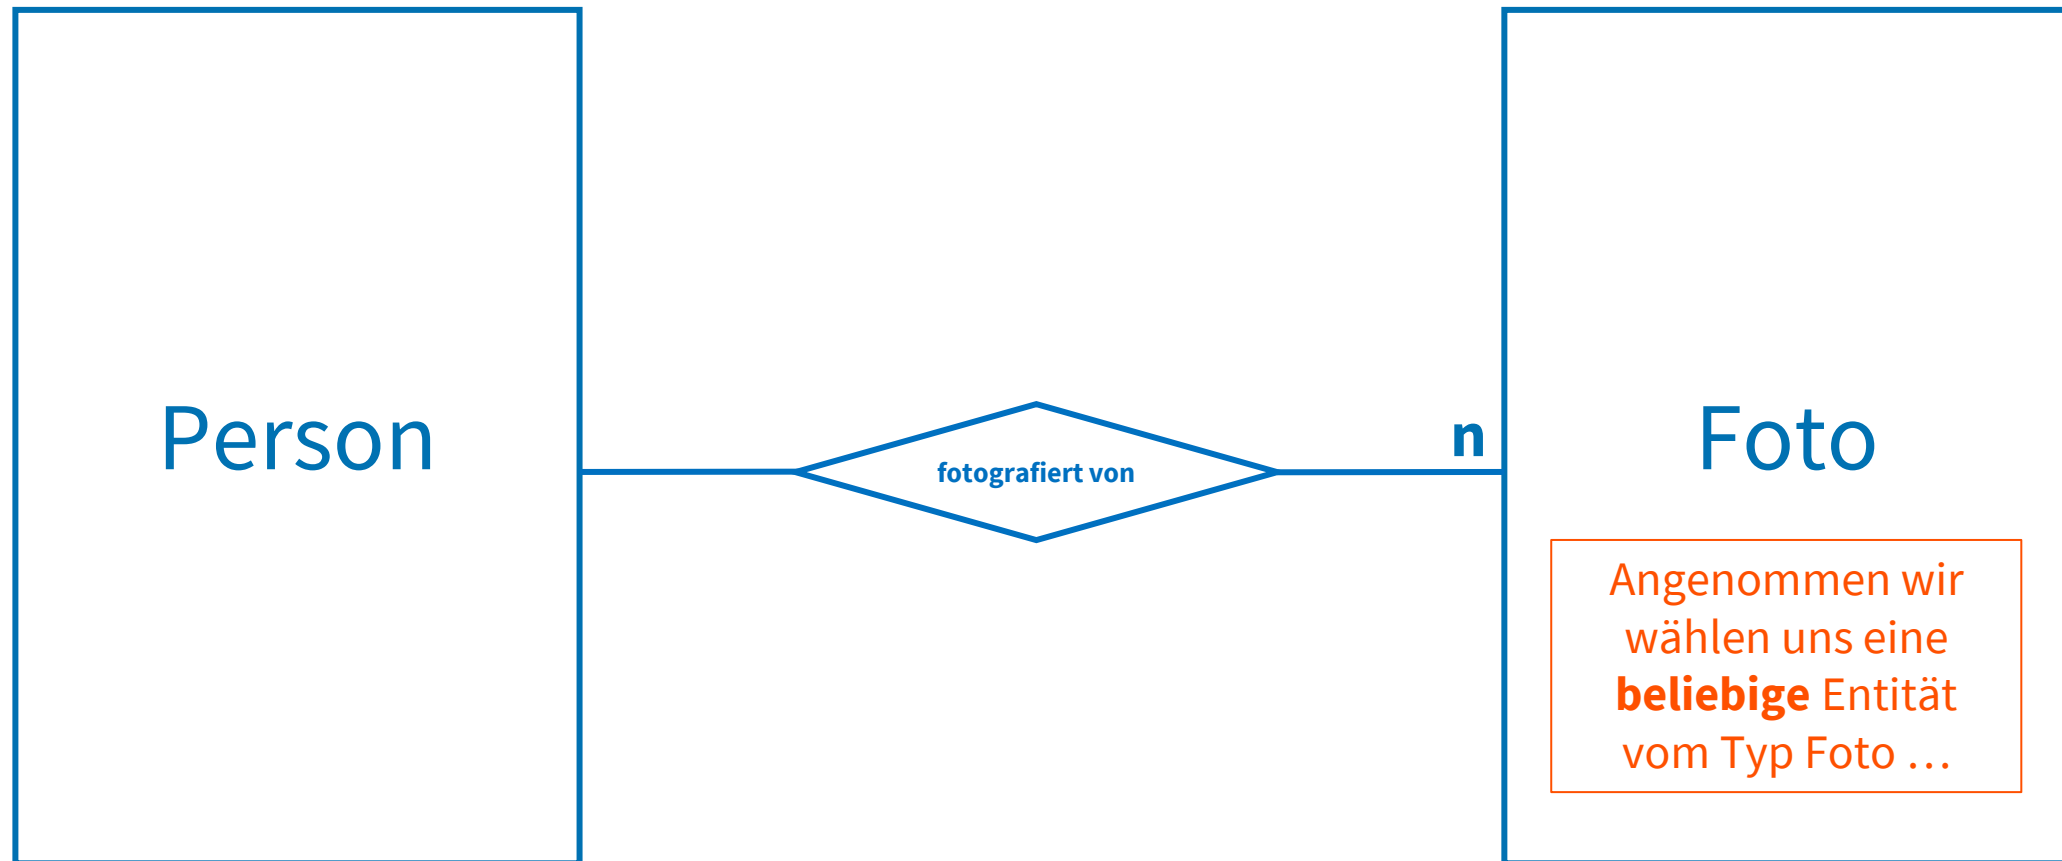 Person
fotografiert von
n
Foto
Angenommen wir
wählen uns eine
beliebige Entität
vom Typ Foto …